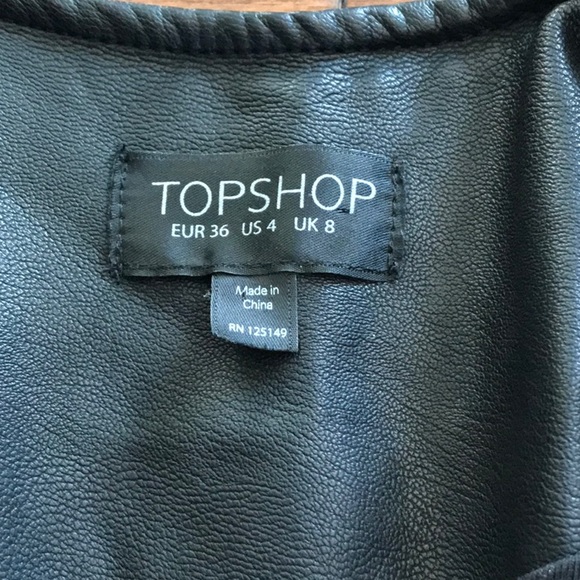 TOPSHOP
EUR 36 US 4 UK 8
Made in
China
RN 125149